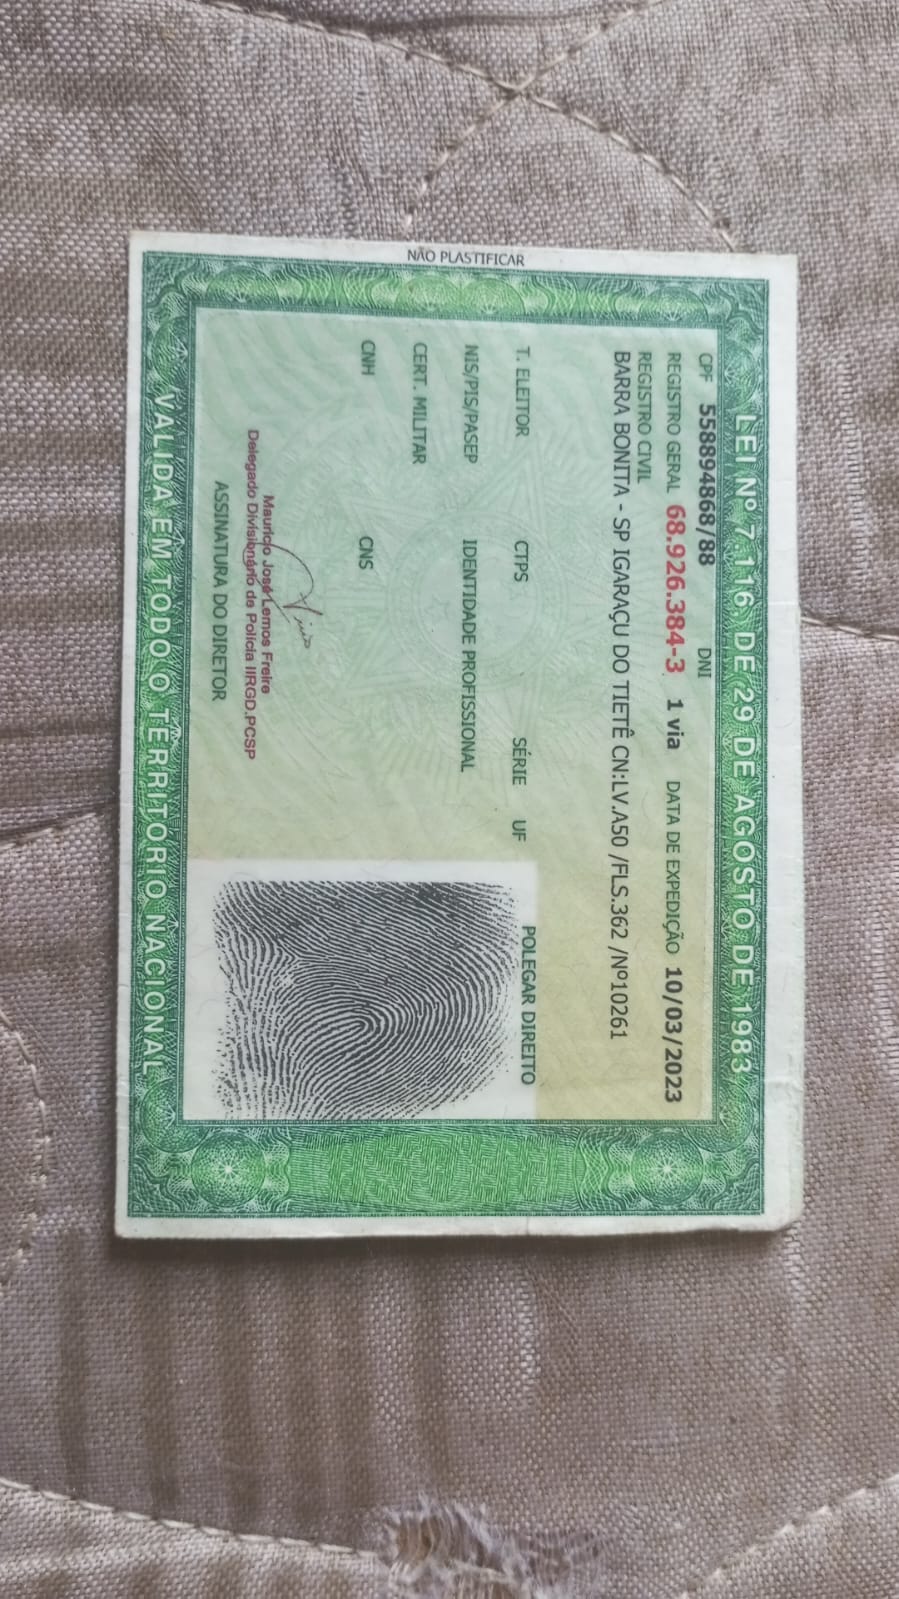 NÃO PLASTIFICAR
LEI Nº 7.116, DE 29 DE AGOSTO DE 1983
CPF 558894868/88 DNI
REGISTRO GERAL 68.926.384-3 1 via DATA DE EXPEDIÇÃO 10/03/2023
REGISTRO CIVIL
BARRA BONITA - SP IGARAÇU DO TIETÊ CN:LV.A50 /FLS.362 /Nº10261
T. ELEITOR CTPS SÉRIE UF POLEGAR DIREITO
NIS/PIS/PASEP IDENTIDADE PROFISSIONAL
CERT. MILITAR
CNH CNS
Mauricio José Lemos Freire
Delegado Divisionário de Polícia IIRGD.PCSP
ASSINATURA DO DIRETOR
VALIDA EM TODO O TERRITORIO NACIONAL